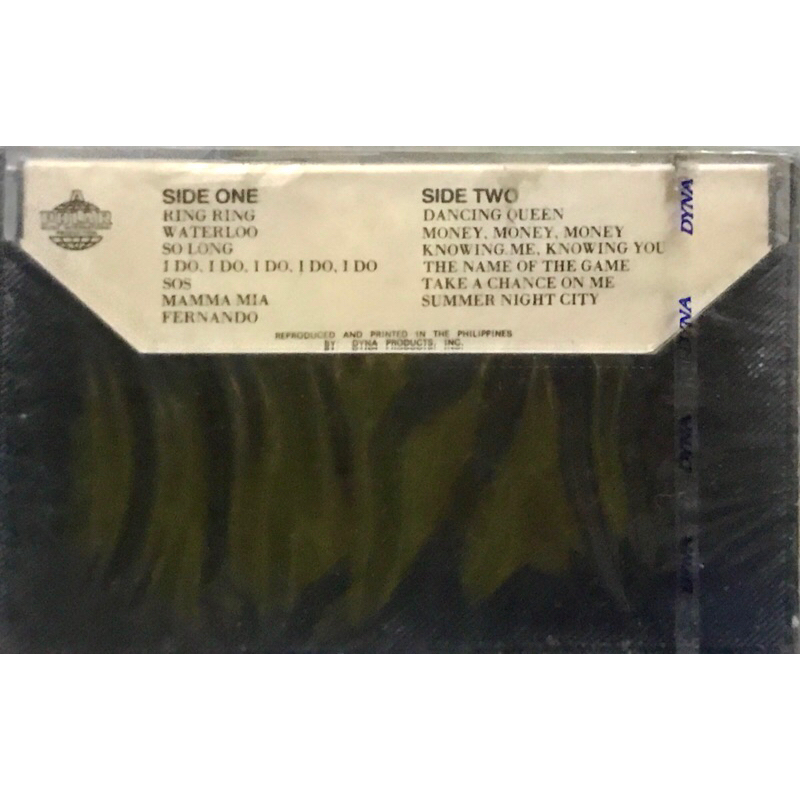 SIDE ONE
RING RING
WATERLOO
SO LONG
I DO, I DO, I DO, I DO, I DO
SOS
MAMMA MIA
FERNANDO
SIDE TWO
DANCING QUEEN
MONEY, MONEY, MONEY
KNOWING ME, KNOWING YOU
THE NAME OF THE GAME
TAKE A CHANCE ON ME
SUMMER NIGHT CITY
REPRODUCED AND PRINTED IN THE PHILIPPINES
BY DYNA PRODUCTS, INC.
DYNA
DYNA
DYNA
DYNA